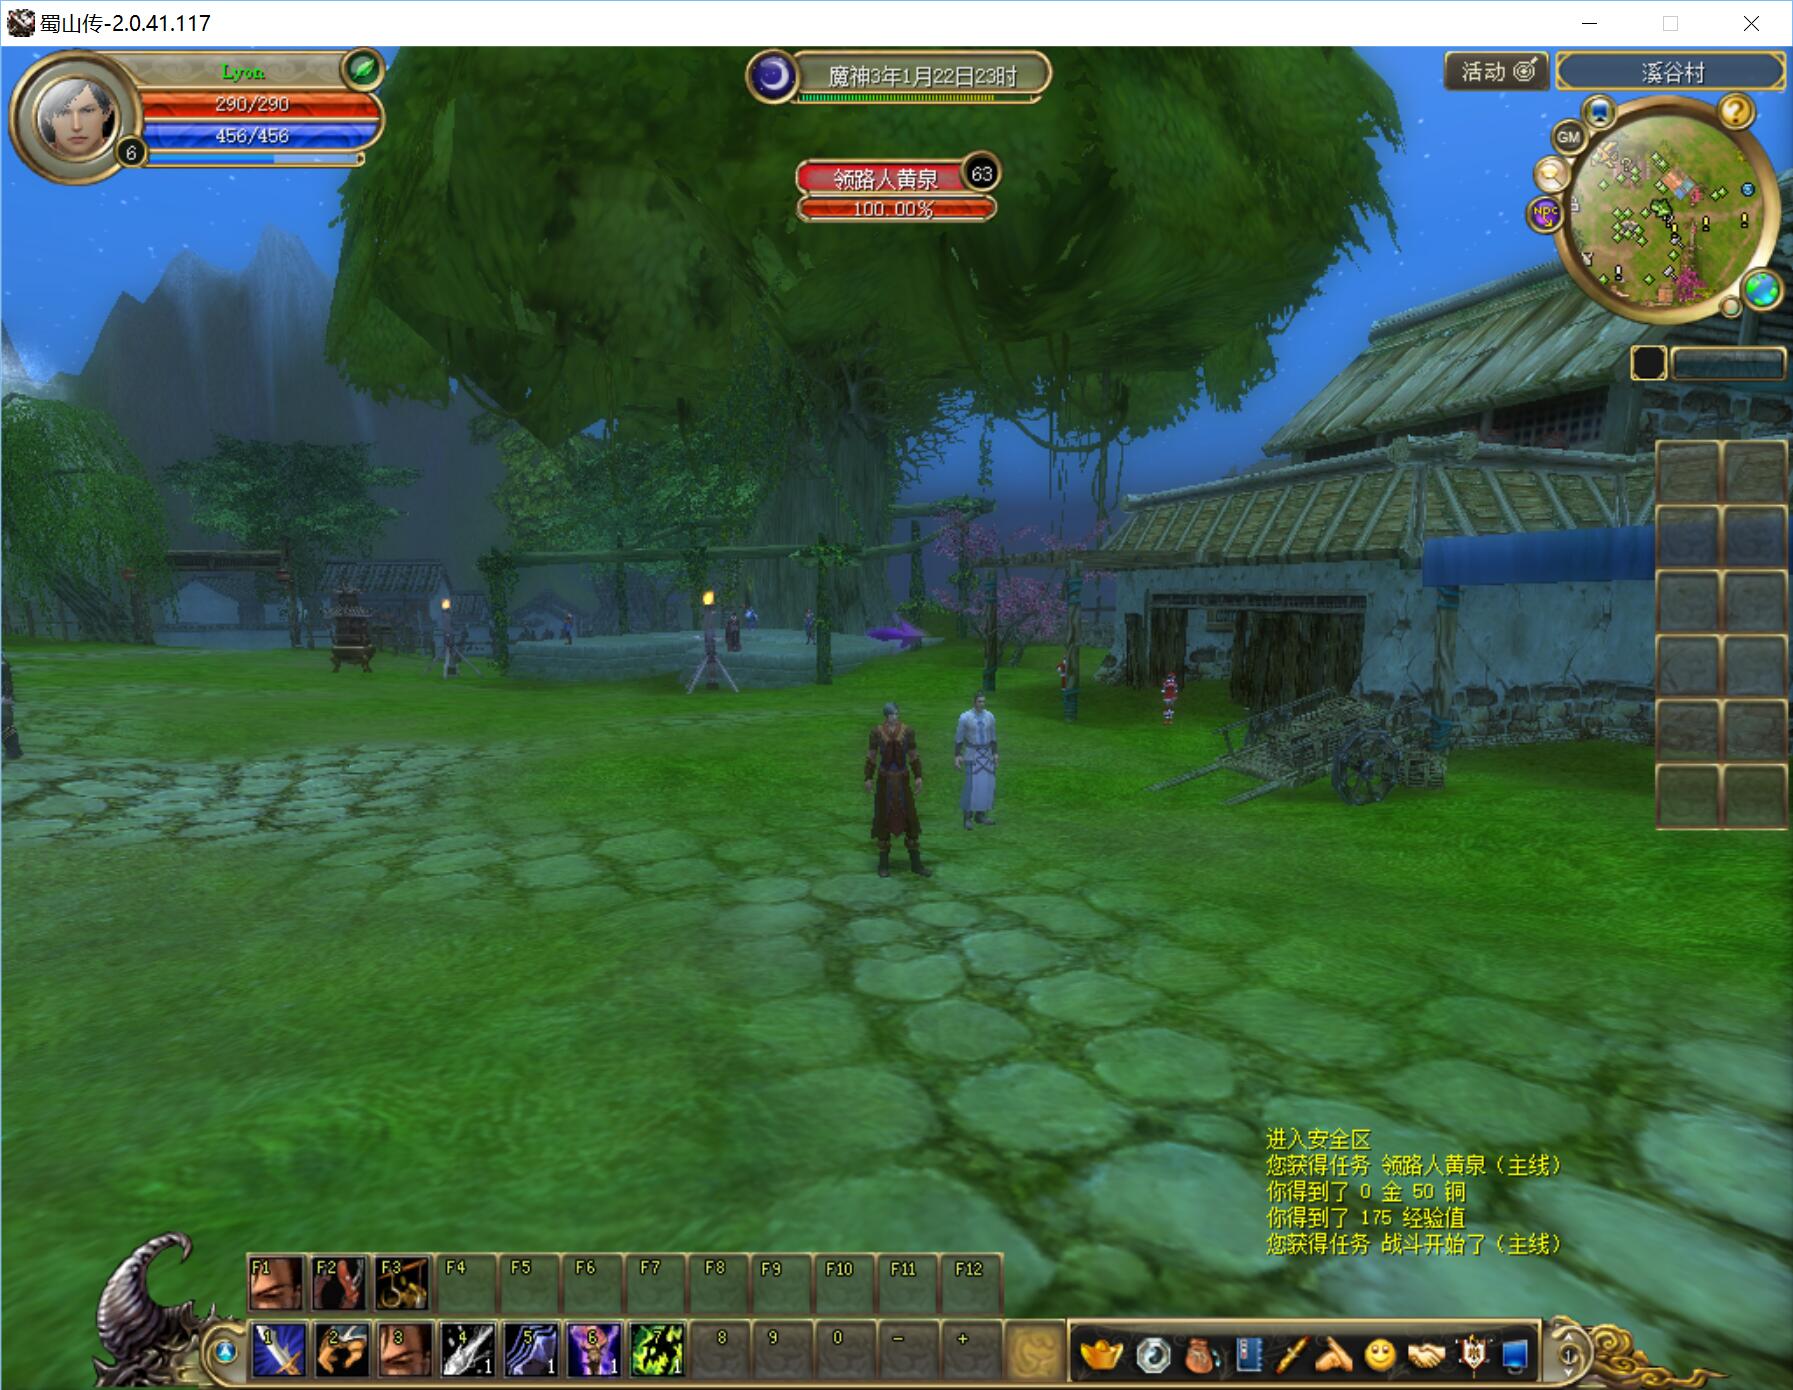 蜀山传-2.0.41.117
Lyon
290/290
456/456
6
魔神3年1月22日23时
领路人黄泉
63
100.00%
活动
溪谷村
GM
?
NPC
进入安全区
您获得任务 领路人黄泉（主线）
你得到了 0 金 50 铜
你得到了 175 经验值
您获得任务 战斗开始了（主线）
F1 F2 F3 F4 F5 F6 F7 F8 F9 F10 F11 F12
1 2 3 4 5 6 7 8 9 0 - +
1 1 1 1
1